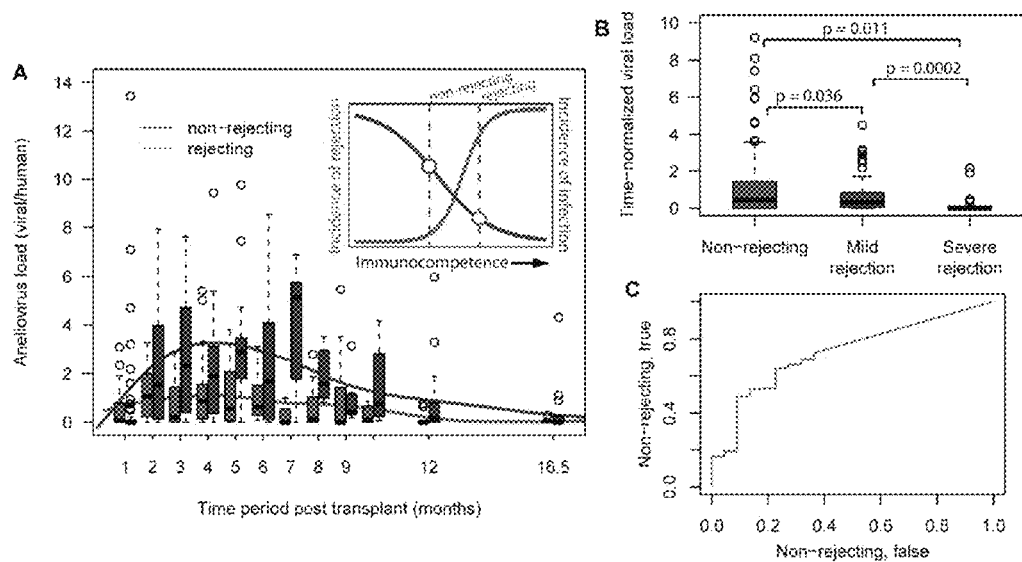 A
14
12
10
8
6
4
2
0
Anellovirus load (viral/human)
non-rejecting
rejecting
non-rejecting
rejecting
Incidence of rejection
Incidence of infection
Immunocompetence
1 2 3 4 5 6 7 8 9 12 16.5
Time period post transplant (months)
B
10
8
6
4
2
0
Time-normalized viral load
p = 0.011
p = 0.0002
p = 0.036
Non-rejecting
Mild
rejection
Severe
rejection
C
0.8
0.4
0.0
Non-rejecting, true
0.0 0.2 0.4 0.6 0.8 1.0
Non-rejecting, false